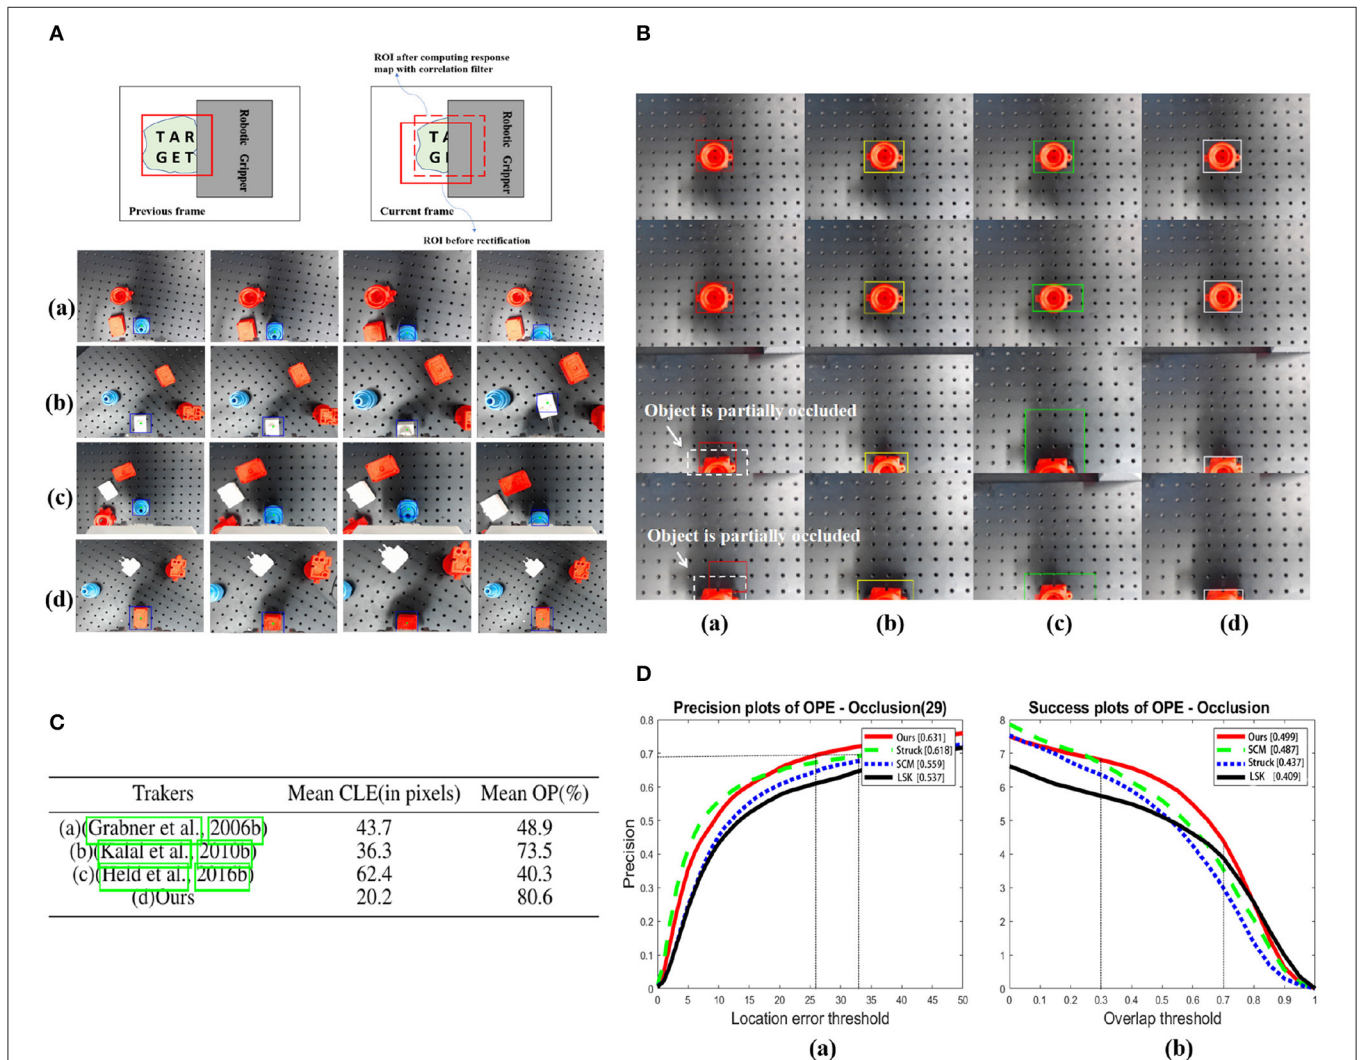 A
ROI after computing response
map with correlation filter
TAR
GET
Robotic Gripper
Previous frame
Robotic Gripper
Current frame
ROI before rectification
(a)
(b)
(c)
(d)
B
Object is partially occluded
Object is partially occluded
(a)
(b)
(c)
(d)
C
Trakers Mean CLE(in pixels) Mean OP(%)
(a)(Grabner et al., 2006b) 43.7 48.9
(b)(Kalal et al., 2010b) 36.3 73.5
(c)(Held et al., 2016b) 62.4 40.3
(d)Ours 20.2 80.6
D
Precision plots of OPE - Occlusion(29)
Ours [0.631]
Struck [0.618]
SCM [0.559]
LSK [0.537]
Precision
0.8
0.7
0.6
0.5
0.4
0.3
0.2
0.1
0
0 5 10 15 20 25 30 35 40 45 50
Location error threshold
(a)
Success plots of OPE - Occlusion
Ours [0.499]
SCM [0.487]
Struck [0.437]
LSK [0.409]
8
7
6
5
4
3
2
1
0
0 0.1 0.2 0.3 0.4 0.5 0.6 0.7 0.8 0.9 1
Overlap threshold
(b)